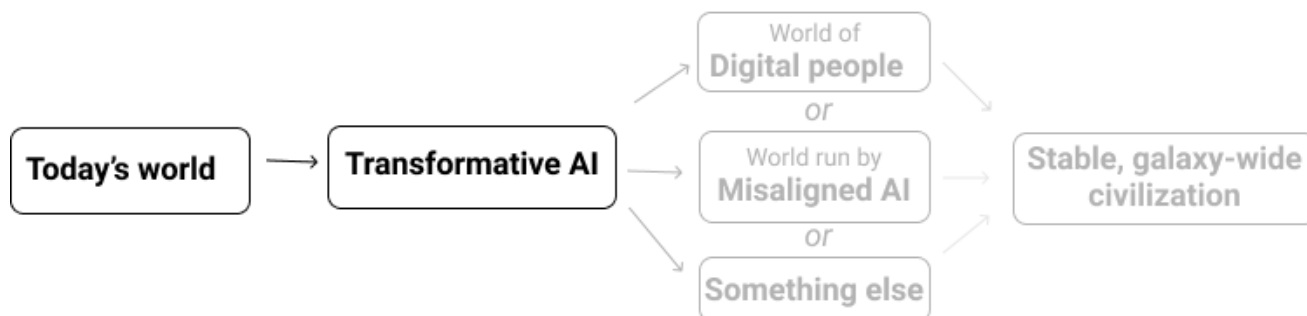 Today's world
Transformative AI
World of
Digital people
or
World run by
Misaligned AI
or
Something else
Stable, galaxy-wide
civilization